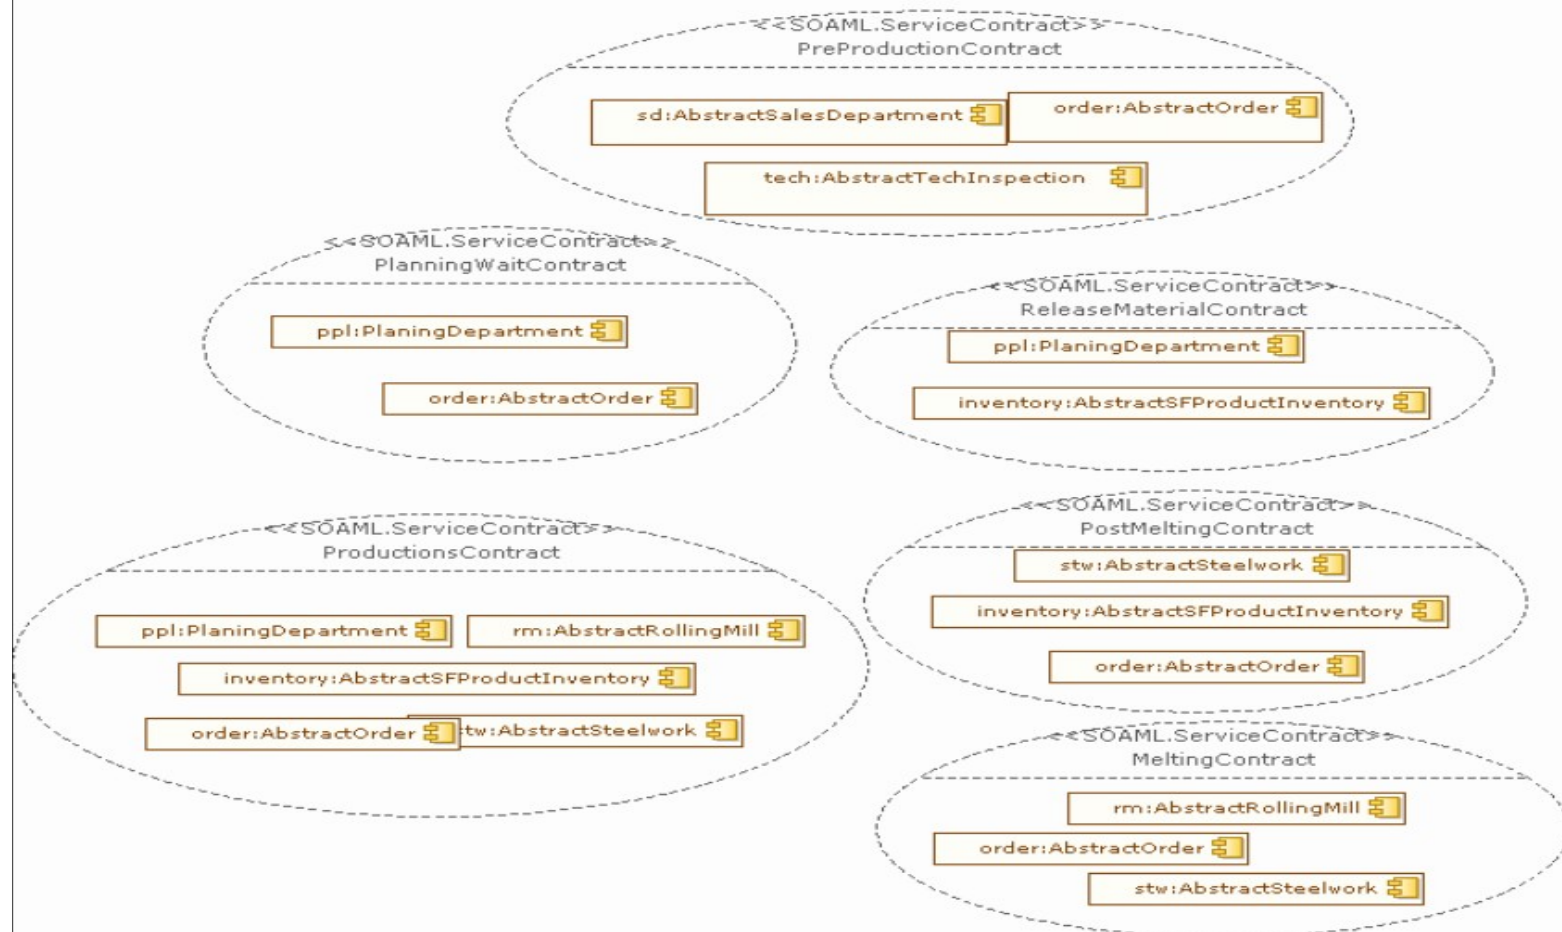 <<SOAML.ServiceContract>>
PreProductionContract
sd:AbstractSalesDepartment
order:AbstractOrder
tech:AbstractTechInspection
<<SOAML.ServiceContract>>
PlanningWaitContract
ppl:PlaningDepartment
order:AbstractOrder
<<SOAML.ServiceContract>>
ReleaseMaterialContract
ppl:PlaningDepartment
inventory:AbstractSFProductInventory
<<SOAML.ServiceContract>>
ProductionsContract
ppl:PlaningDepartment
rm:AbstractRollingMill
inventory:AbstractSFProductInventory
order:AbstractOrder
tw:AbstractSteelwork
<<SOAML.ServiceContract>>
PostMeltingContract
stw:AbstractSteelwork
inventory:AbstractSFProductInventory
order:AbstractOrder
<<SOAML.ServiceContract>>
MeltingContract
rm:AbstractRollingMill
order:AbstractOrder
stw:AbstractSteelwork